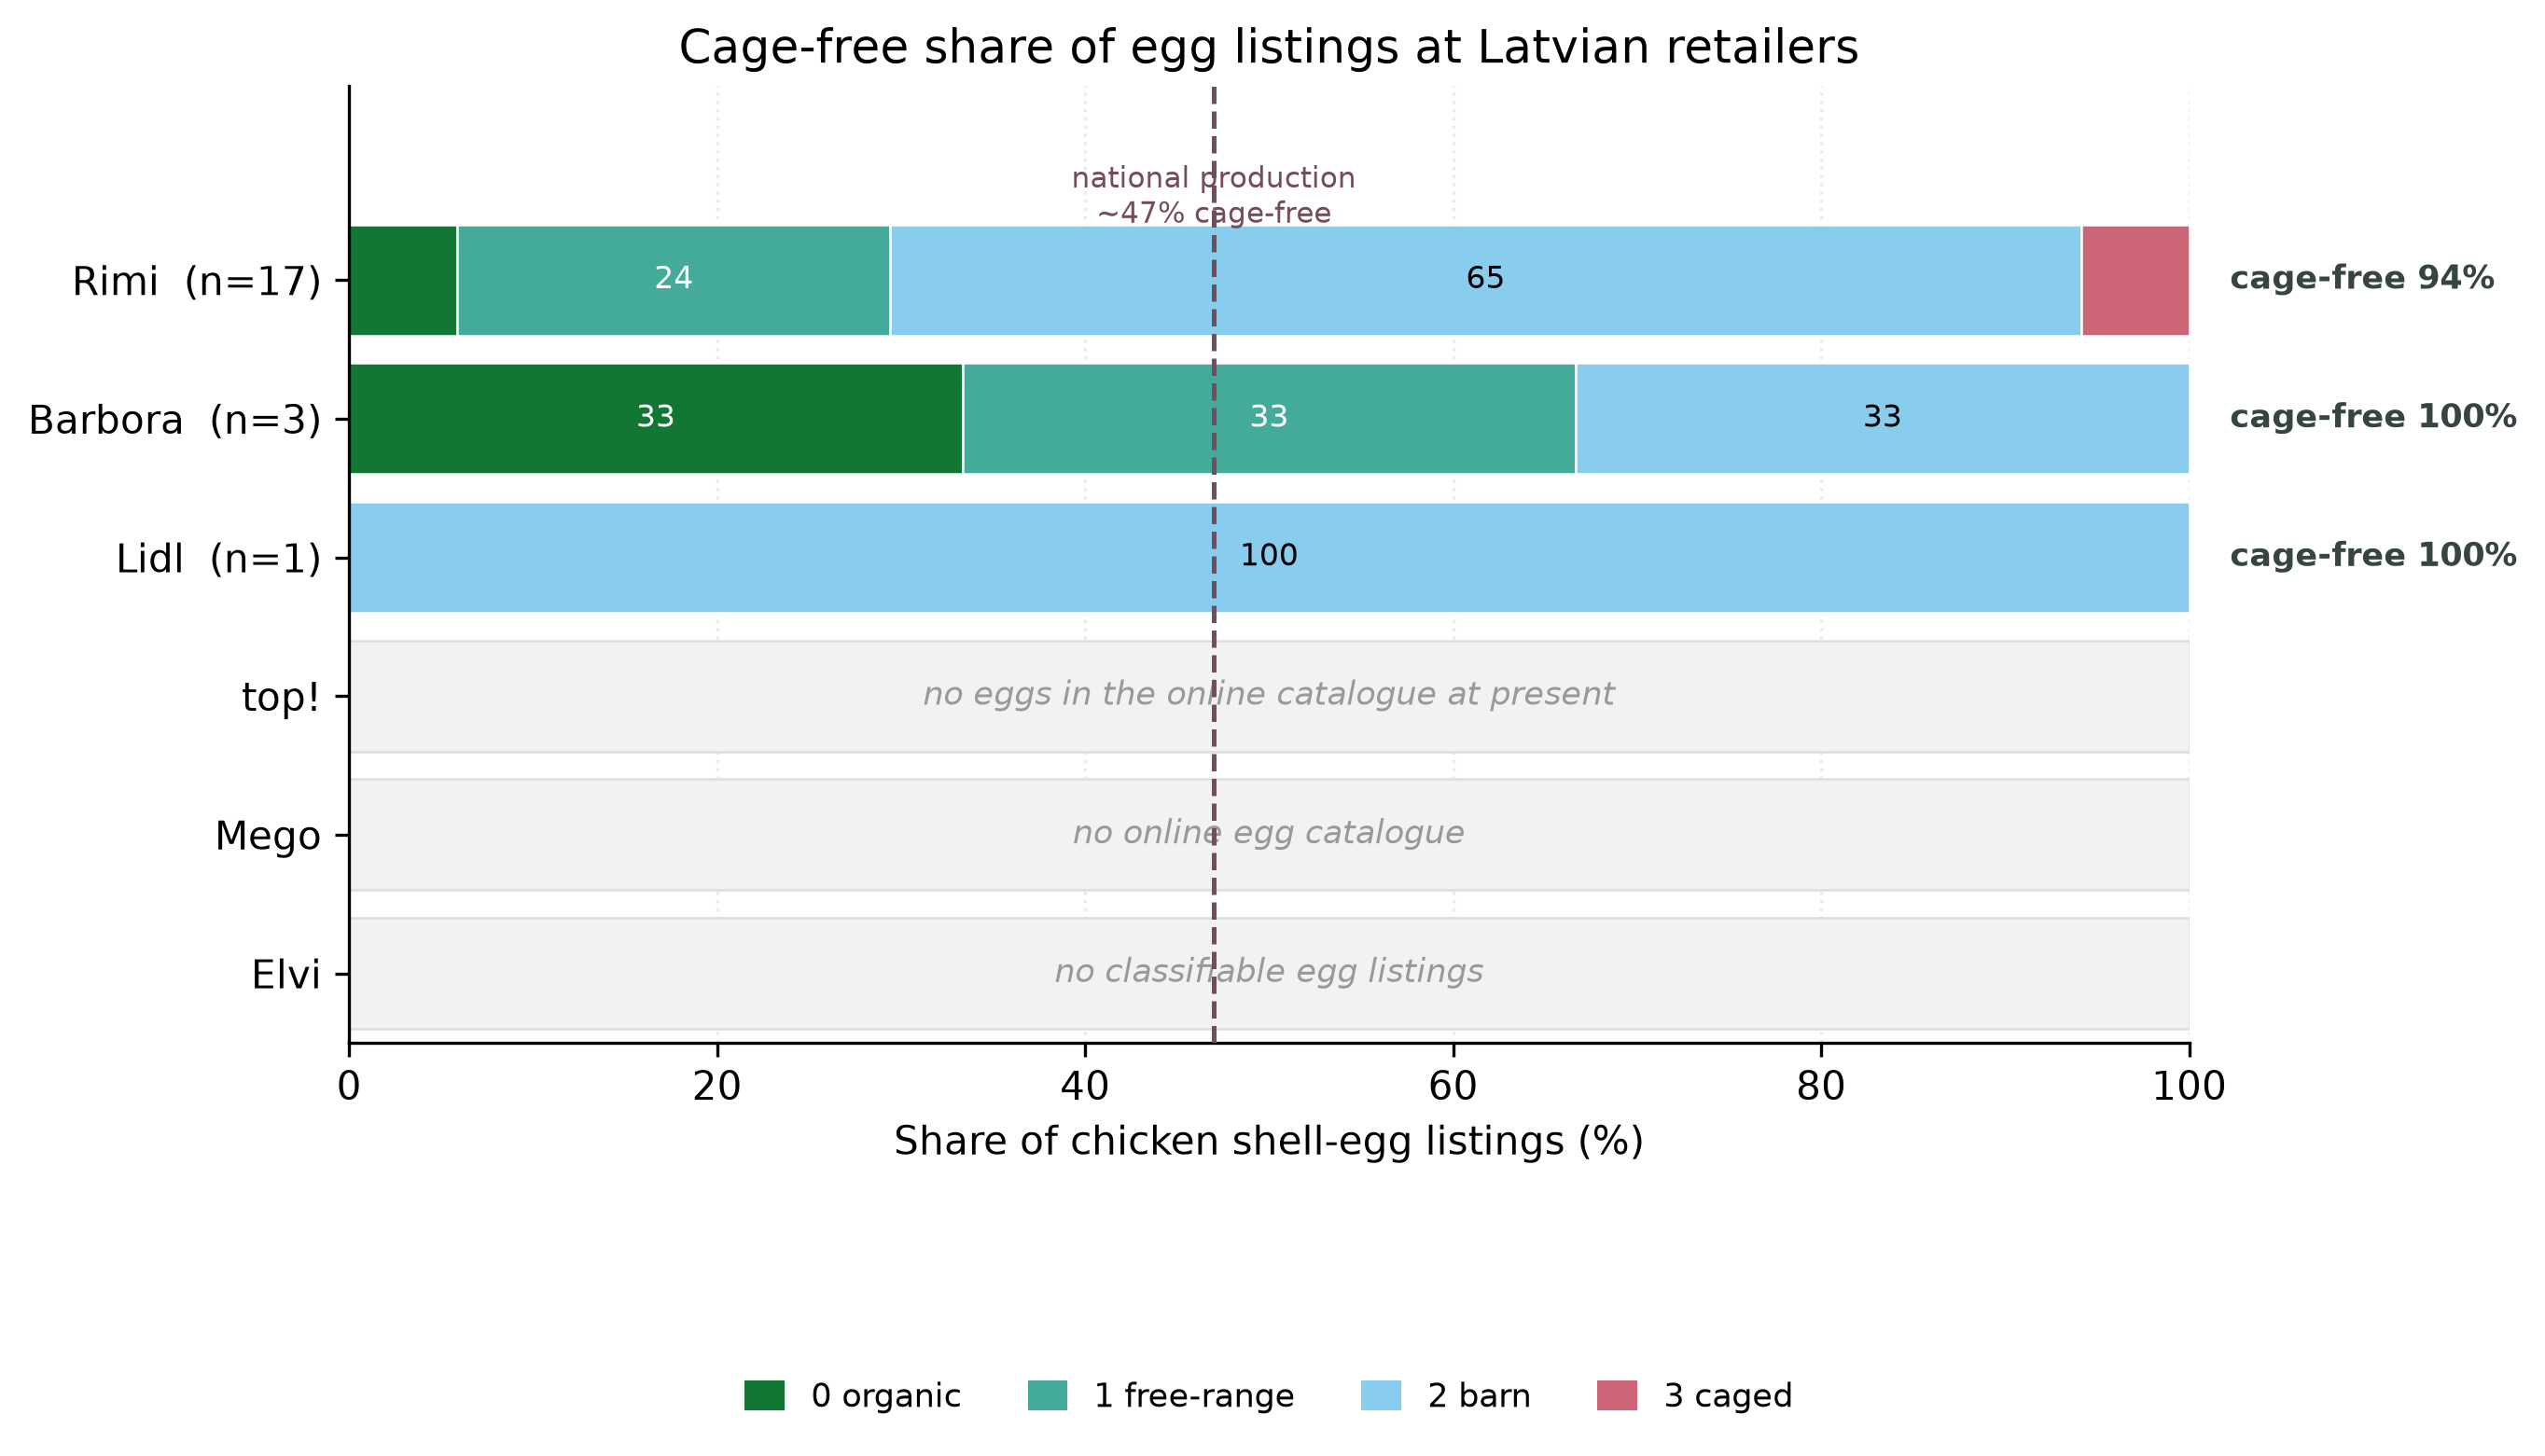 Cage-free share of egg listings at Latvian retailers
national production
~47% cage-free
Rimi (n=17) 24 65 cage-free 94%
Barbora (n=3) 33 33 33 cage-free 100%
Lidl (n=1) 100 cage-free 100%
top! no eggs in the online catalogue at present
Mego no online egg catalogue
Elvi no classifiable egg listings
0 20 40 60 80 100
Share of chicken shell-egg listings (%)
0 organic 1 free-range 2 barn 3 caged